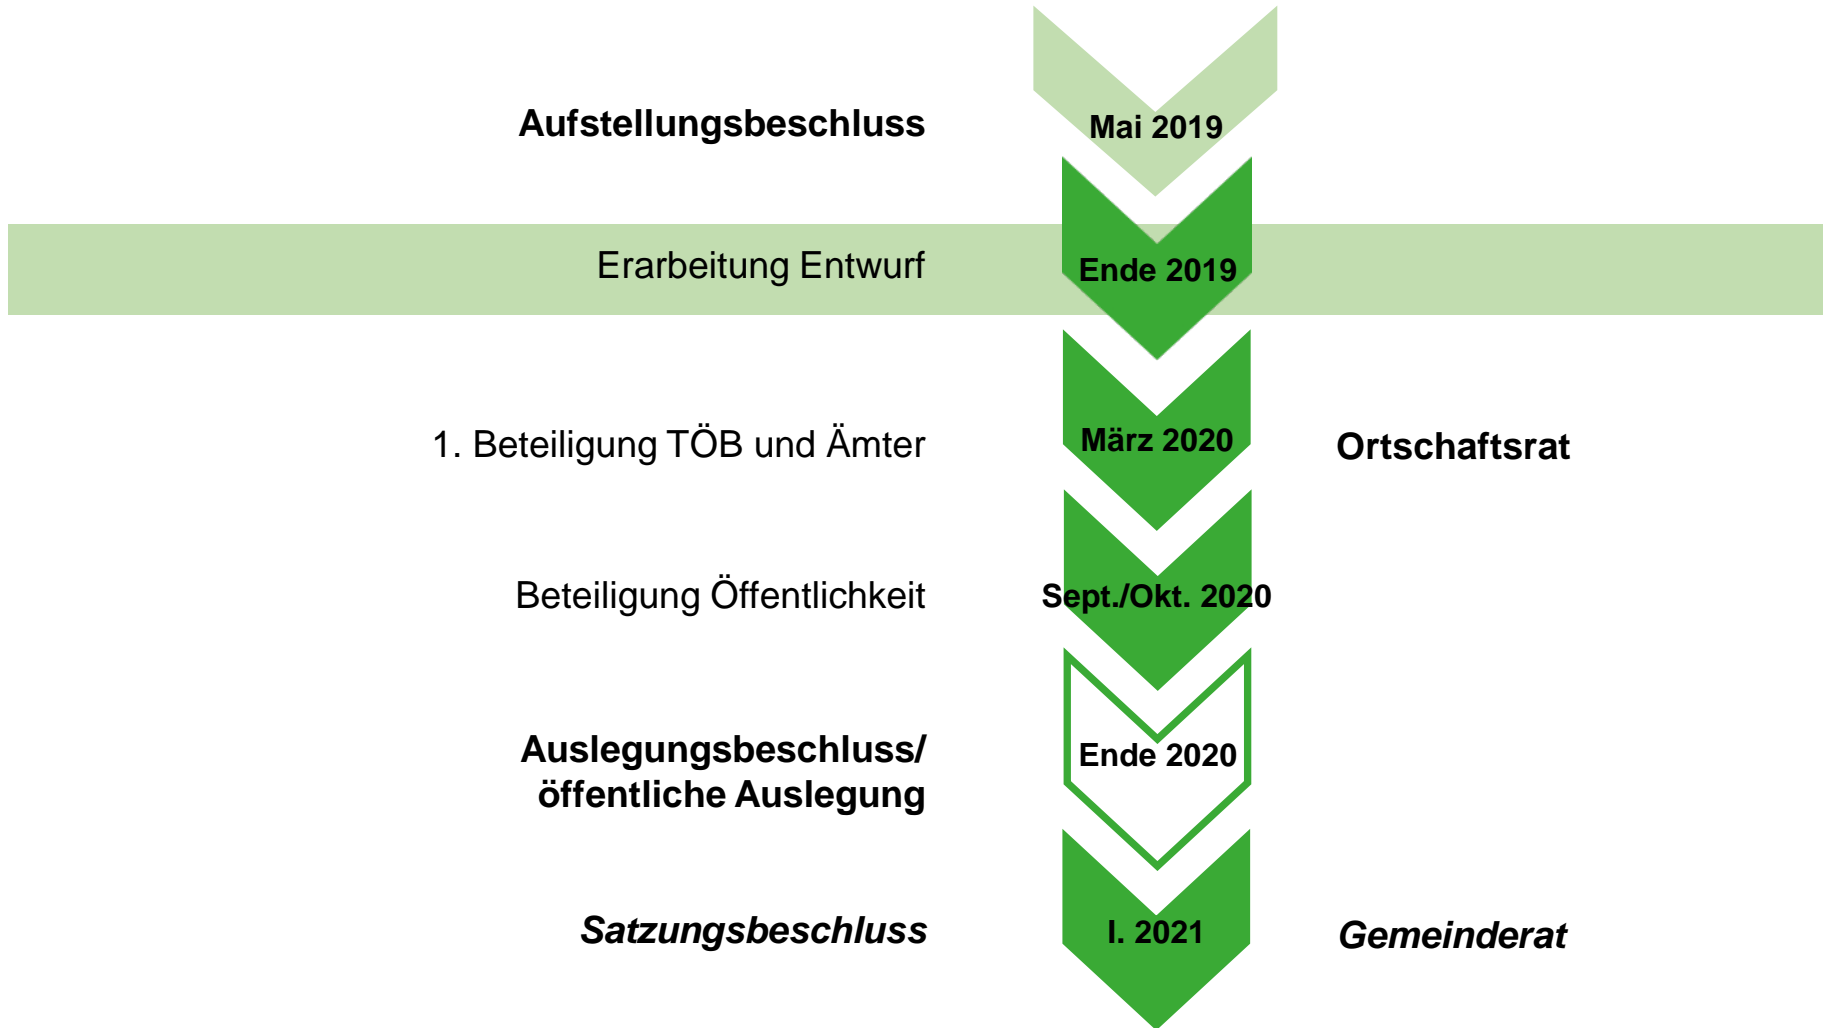 Aufstellungsbeschluss
Mai 2019
Erarbeitung Entwurf
Ende 2019
1. Beteiligung TÖB und Ämter
März 2020
Ortschaftsrat
Beteiligung Öffentlichkeit
Sept./Okt. 2020
Auslegungsbeschluss/
öffentliche Auslegung
Ende 2020
Satzungsbeschluss
I. 2021
Gemeinderat